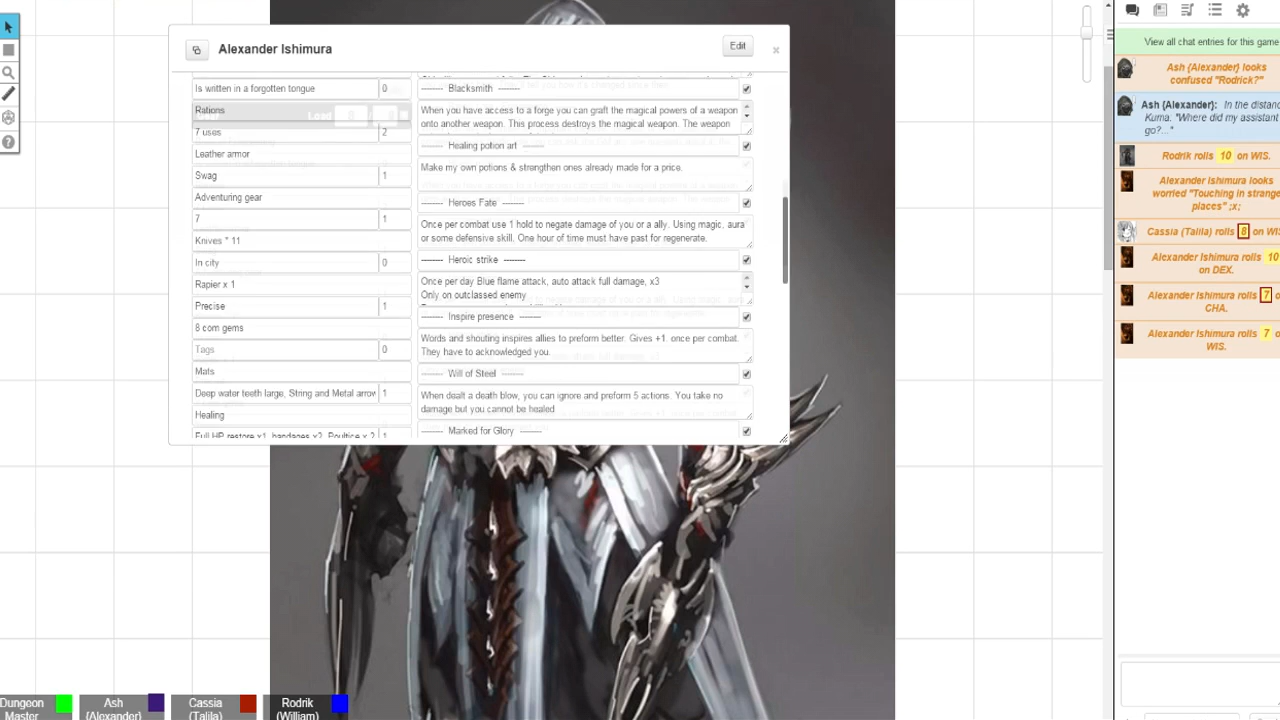 Alexander Ishimura
Edit
Is written in a forgotten tongue 0
Rations
7 uses 2
Leather armor
Swag 1
Adventuring gear
7 1
Knives * 11
In city 0
Rapier x 1
Precise 1
8 com gems
Tags 0
Mats
Deep water teeth large, String and Metal arrow 1
Healing
Full HP restore x1, bandages x2, Poultice x 2 1
Blacksmith
When you have access to a forge you can graft the magical powers of a weapon
onto another weapon. This process destroys the magical weapon. The weapon
Healing potion art
Make my own potions & strengthen ones already made for a price.
Heroes Fate
Once per combat use 1 hold to negate damage of you or a ally. Using magic, aura
or some defensive skill. One hour of time must have past for regenerate.
Heroic strike
Once per day Blue flame attack, auto attack full damage, x3
Only on outclassed enemy
Inspire presence
Words and shouting inspires allies to preform better. Gives +1. once per combat.
They have to acknowledged you.
Will of Steel
When dealt a death blow, you can ignore and preform 5 actions. You take no
damage but you cannot be healed
Marked for Glory
View all chat entries for this game
Ash (Alexander) looks
confused "Rodrick?"
Ash (Alexander): In the distanc
Kuma: "Where did my assistant
go?..."
Rodrik rolls 10 on WIS.
Alexander Ishimura looks
worried "Touching in strange
places" ;x;
Cassia (Talila) rolls 8 on WIS
Alexander Ishimura rolls 10
on DEX.
Alexander Ishimura rolls 7 o
CHA.
Alexander Ishimura rolls 7 o
WIS.
Dungeon
Master
Ash
(Alexander)
Cassia
(Talila)
Rodrik
(William)